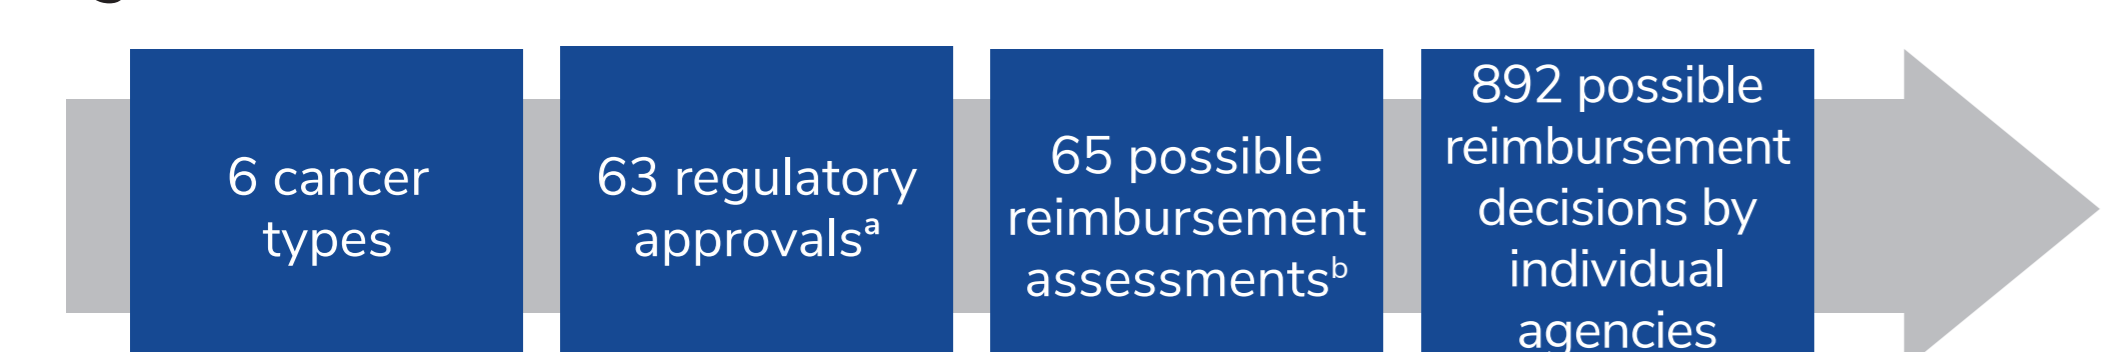 6 cancer
types
63 regulatory
approvalsᵃ
65 possible
reimbursement
assessmentsᵇ
892 possible
reimbursement
decisions by
individual
agencies